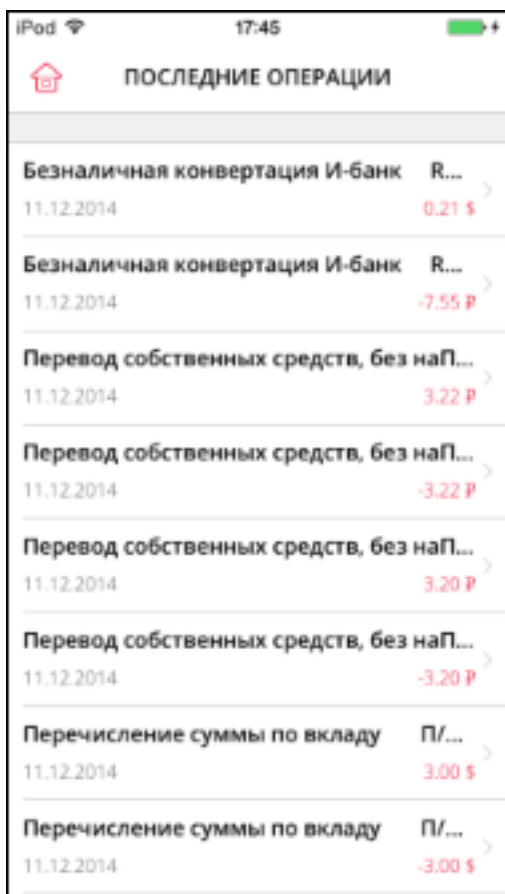 iPod 17:45
ПОСЛЕДНИЕ ОПЕРАЦИИ
Безналичная конвертация И-банк R...
11.12.2014 0.21 $
Безналичная конвертация И-банк R...
11.12.2014 -7.55 ₽
Перевод собственных средств, без наП...
11.12.2014 3.22 ₽
Перевод собственных средств, без наП...
11.12.2014 -3.22 ₽
Перевод собственных средств, без наП...
11.12.2014 3.20 ₽
Перевод собственных средств, без наП...
11.12.2014 -3.20 ₽
Перечисление суммы по вкладу П/...
11.12.2014 3.00 $
Перечисление суммы по вкладу П/...
11.12.2014 -3.00 $